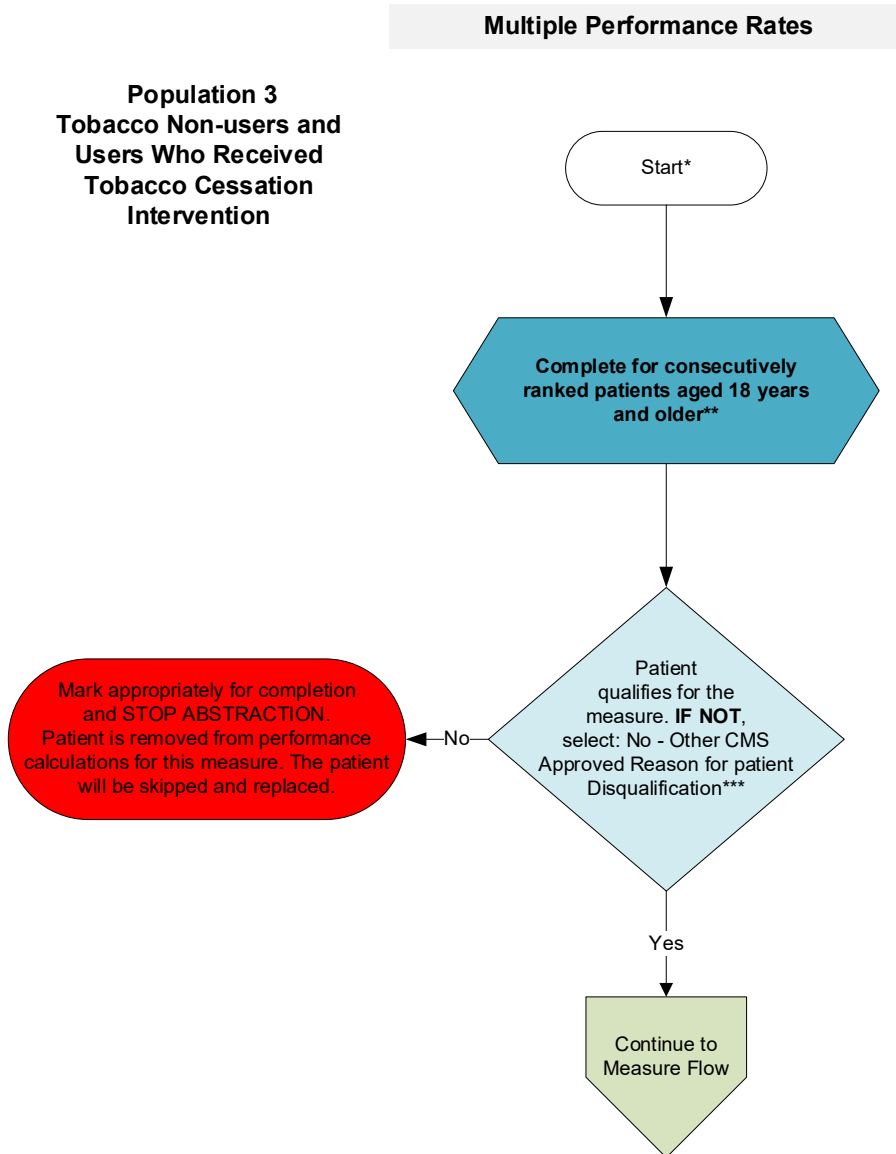 Multiple Performance Rates
Population 3
Tobacco Non-users and
Users Who Received
Tobacco Cessation
Intervention
Start*
Complete for consecutively
ranked patients aged 18 years
and older**
Patient
qualifies for the
measure. IF NOT,
select: No - Other CMS
Approved Reason for patient
Disqualification***
No
Mark appropriately for completion
and STOP ABSTRACTION.
Patient is removed from performance
calculations for this measure. The patient
will be skipped and replaced.
Yes
Continue to
Measure Flow